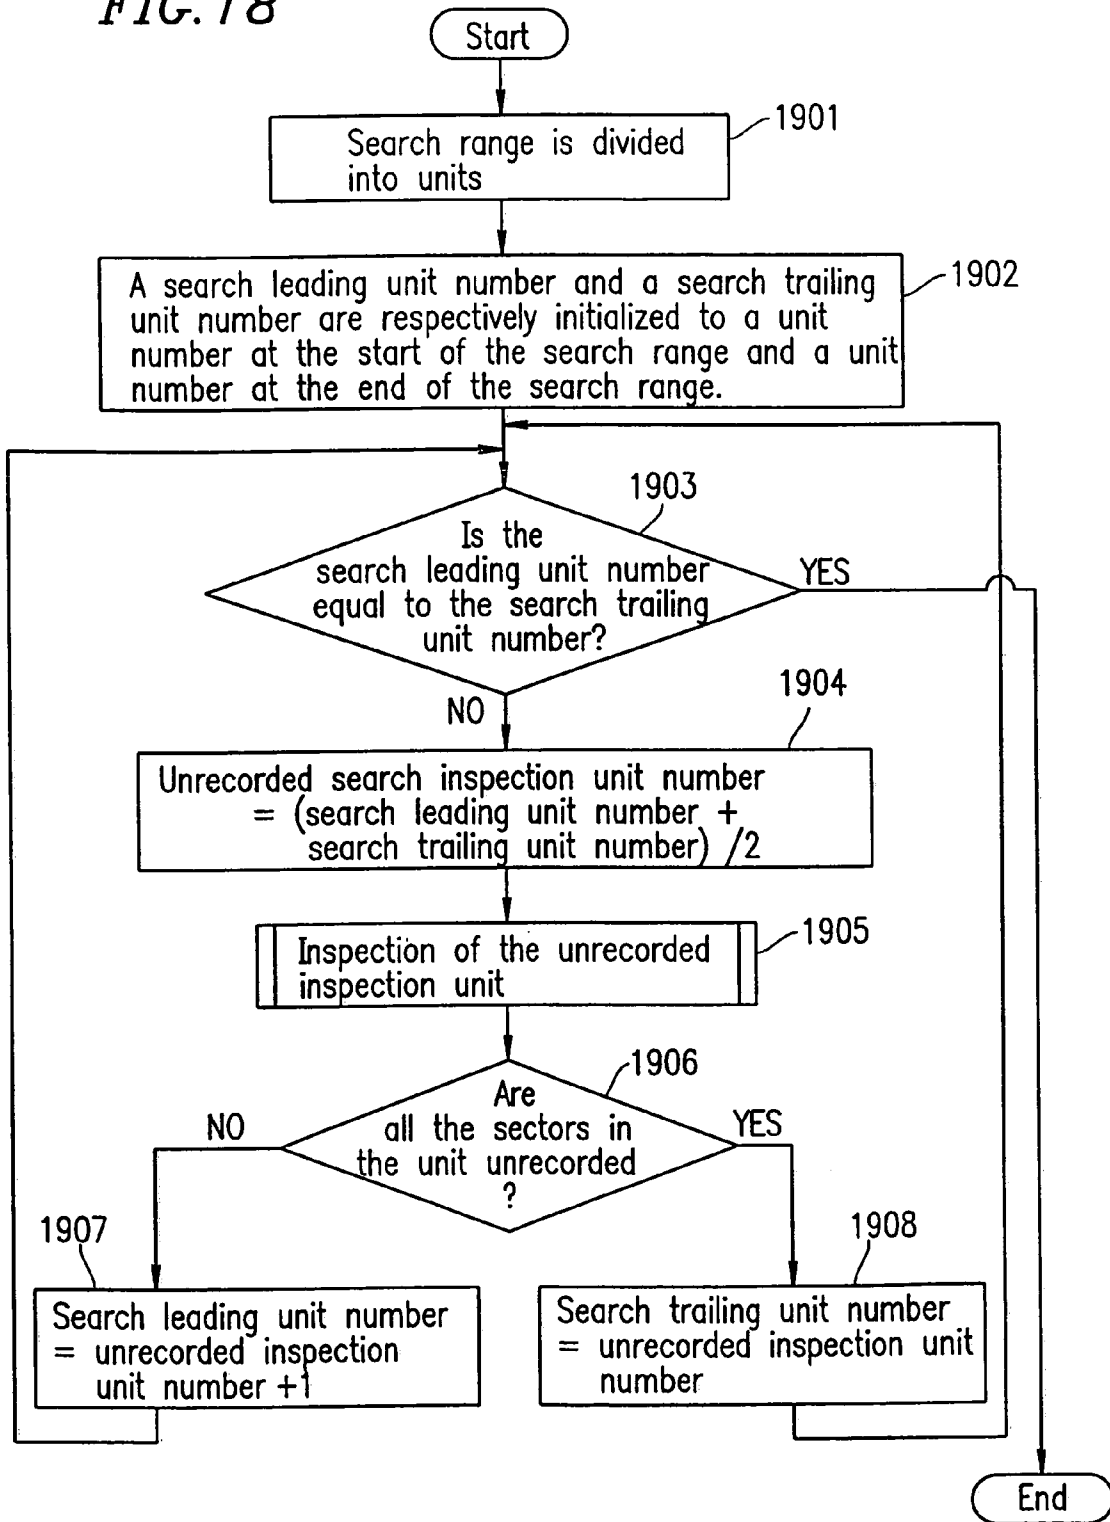 FIG. 18
Start
1901
Search range is divided
into units
1902
A search leading unit number and a search trailing
unit number are respectively initialized to a unit
number at the start of the search range and a unit
number at the end of the search range.
1903
Is the
search leading unit number
equal to the search trailing
unit number?
YES
NO
1904
Unrecorded search inspection unit number
= (search leading unit number +
search trailing unit number) /2
1905
Inspection of the unrecorded
inspection unit
1906
Are
all the sectors in
the unit unrecorded
?
NO
YES
1907
Search leading unit number
= unrecorded inspection
unit number +1
1908
Search trailing unit number
= unrecorded inspection unit
number
End